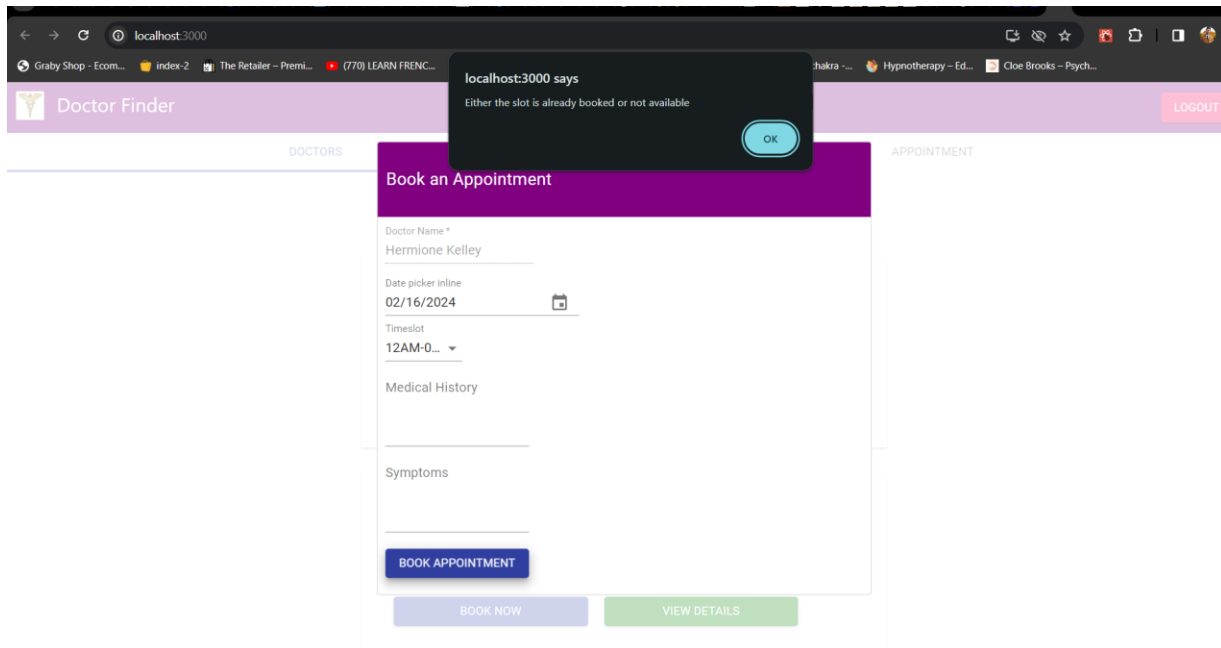 localhost:3000
Graby Shop - Ecom... index-2 The Retailer – Premi... (770) LEARN FRENC... hakra -... Hypnotherapy – Ed... Cloe Brooks – Psych...
localhost:3000 says
Either the slot is already booked or not available
OK
Doctor Finder
LOGOUT
DOCTORS
APPOINTMENT
Book an Appointment
Doctor Name *
Hermione Kelley
Date picker inline
02/16/2024
Timeslot
12AM-0...
Medical History
Symptoms
BOOK APPOINTMENT
BOOK NOW
VIEW DETAILS